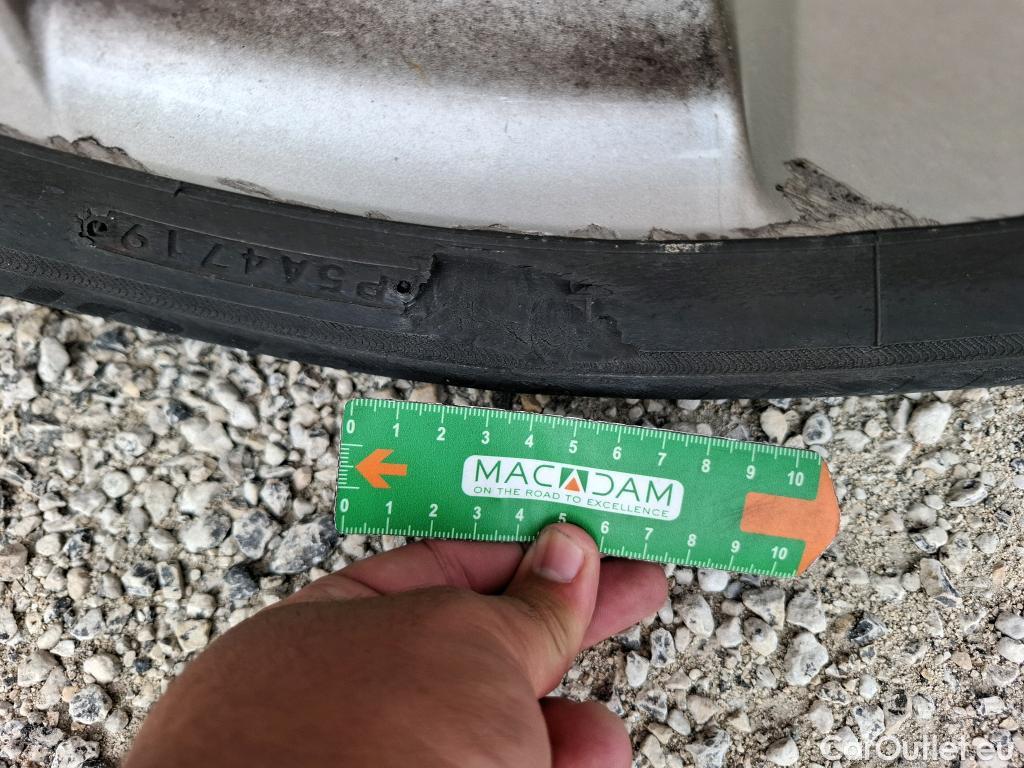 P5A4719
0 1 2 3 4 5 6 7 8 9 10
MACADAM
ON THE ROAD TO EXCELLENCE
0 1 2 3 4 5 6 7 8 9 10
CarOutlet.eu